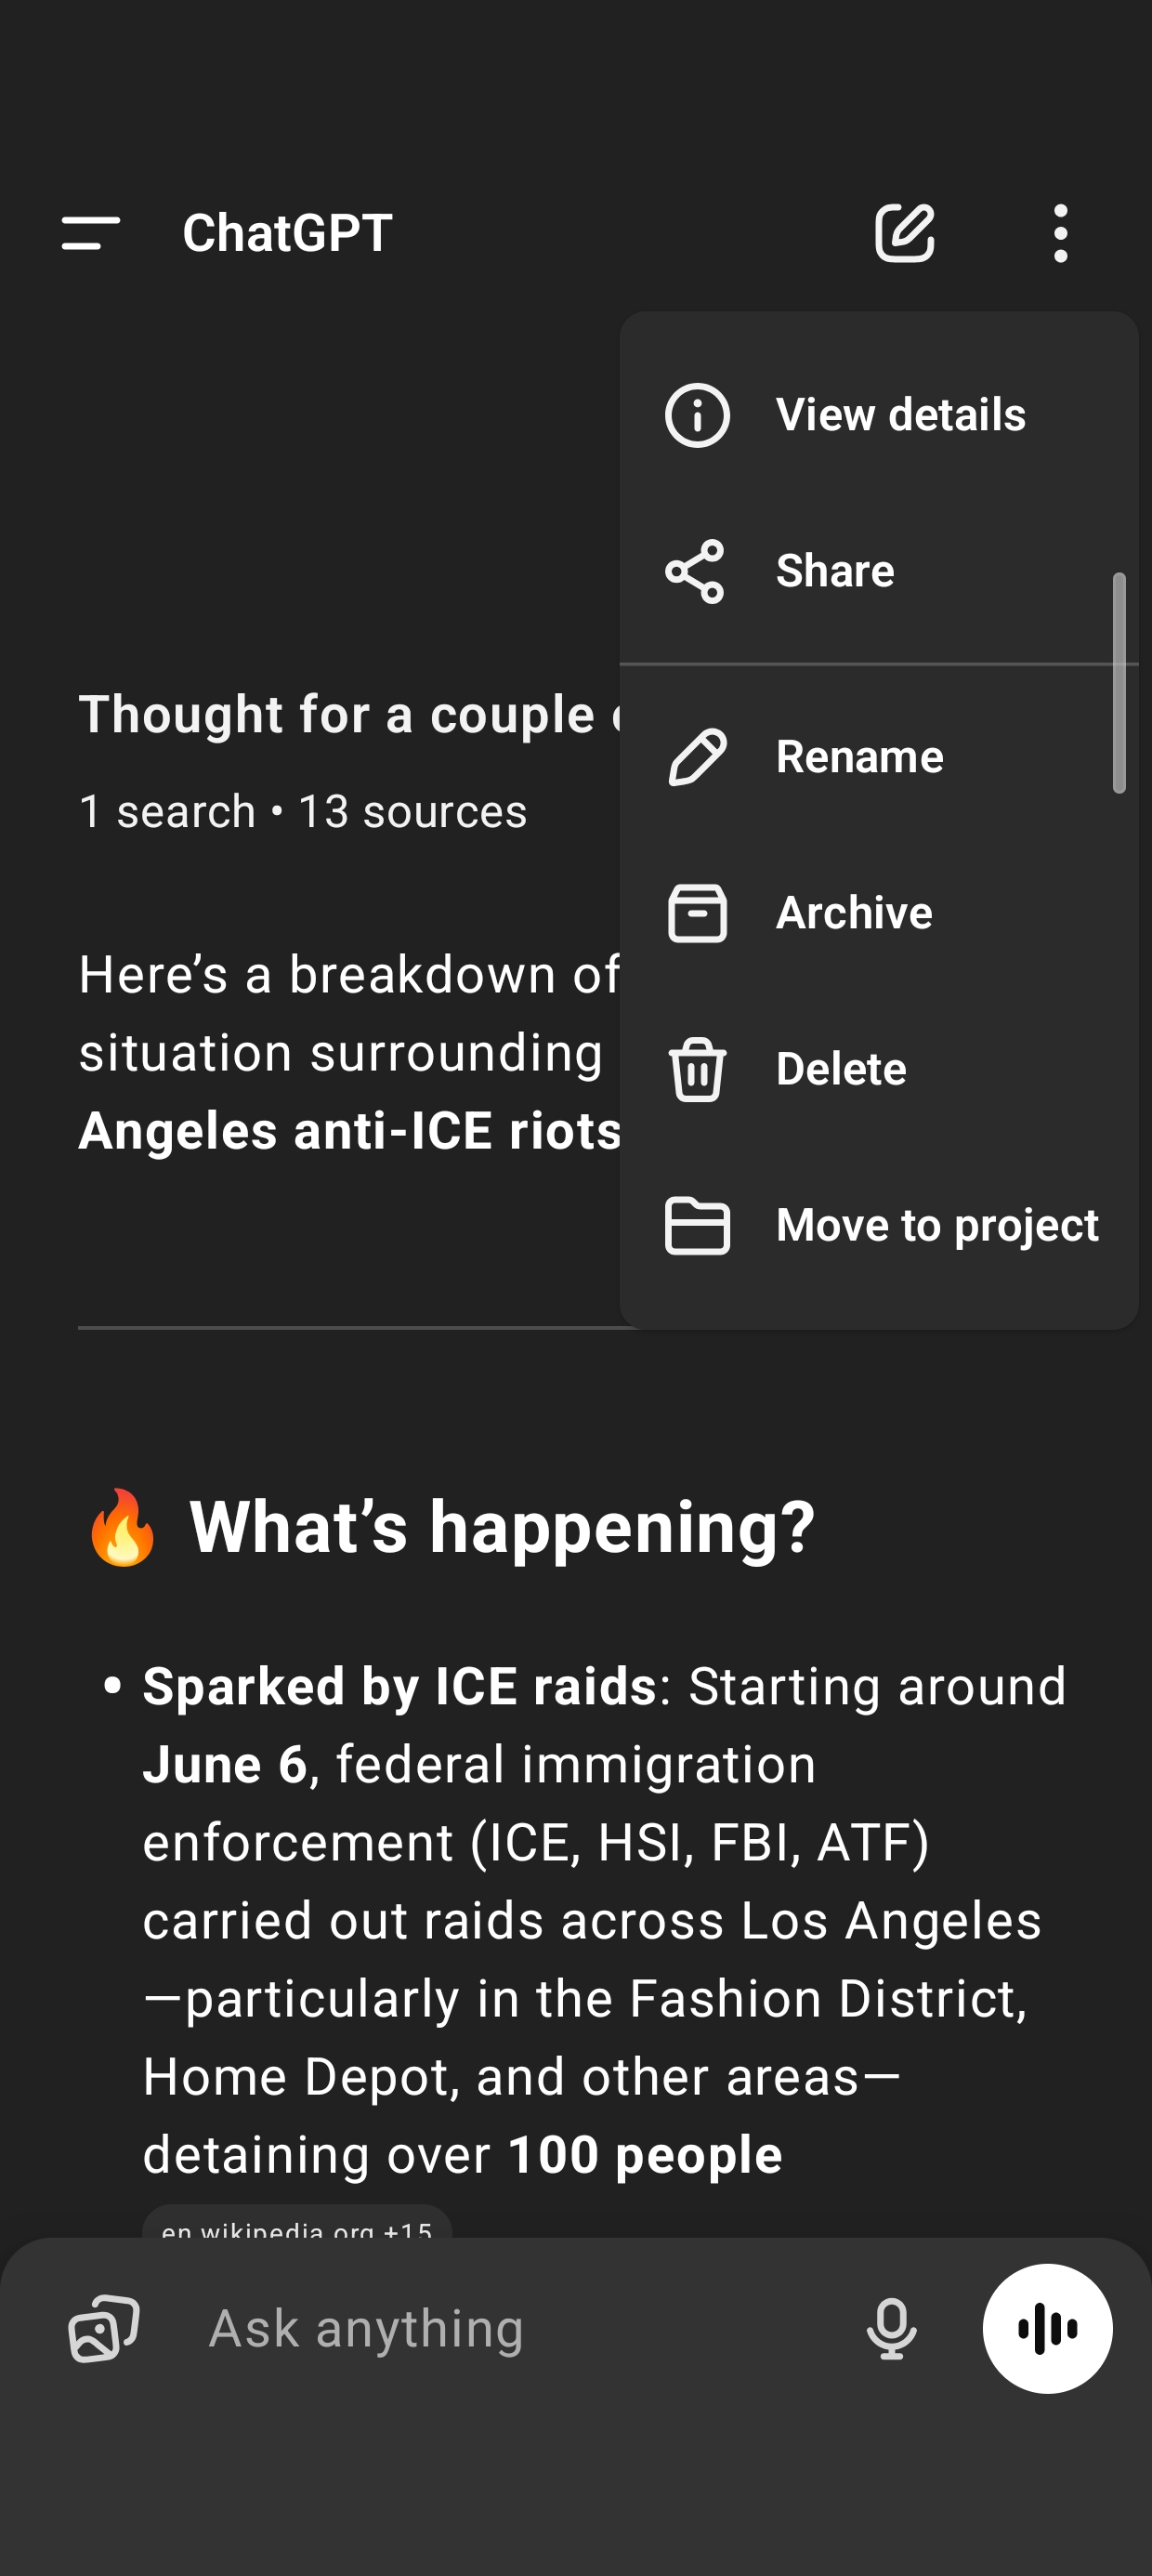 ChatGPT
View details
Share
Rename
Archive
Delete
Move to project
Thought for a couple
1 search • 13 sources
Here’s a breakdown of
situation surrounding
Angeles anti-ICE riots
🔥 What’s happening?
• Sparked by ICE raids: Starting around
June 6, federal immigration
enforcement (ICE, HSI, FBI, ATF)
carried out raids across Los Angeles
—particularly in the Fashion District,
Home Depot, and other areas—
detaining over 100 people
en.wikipedia.org +15
Ask anything